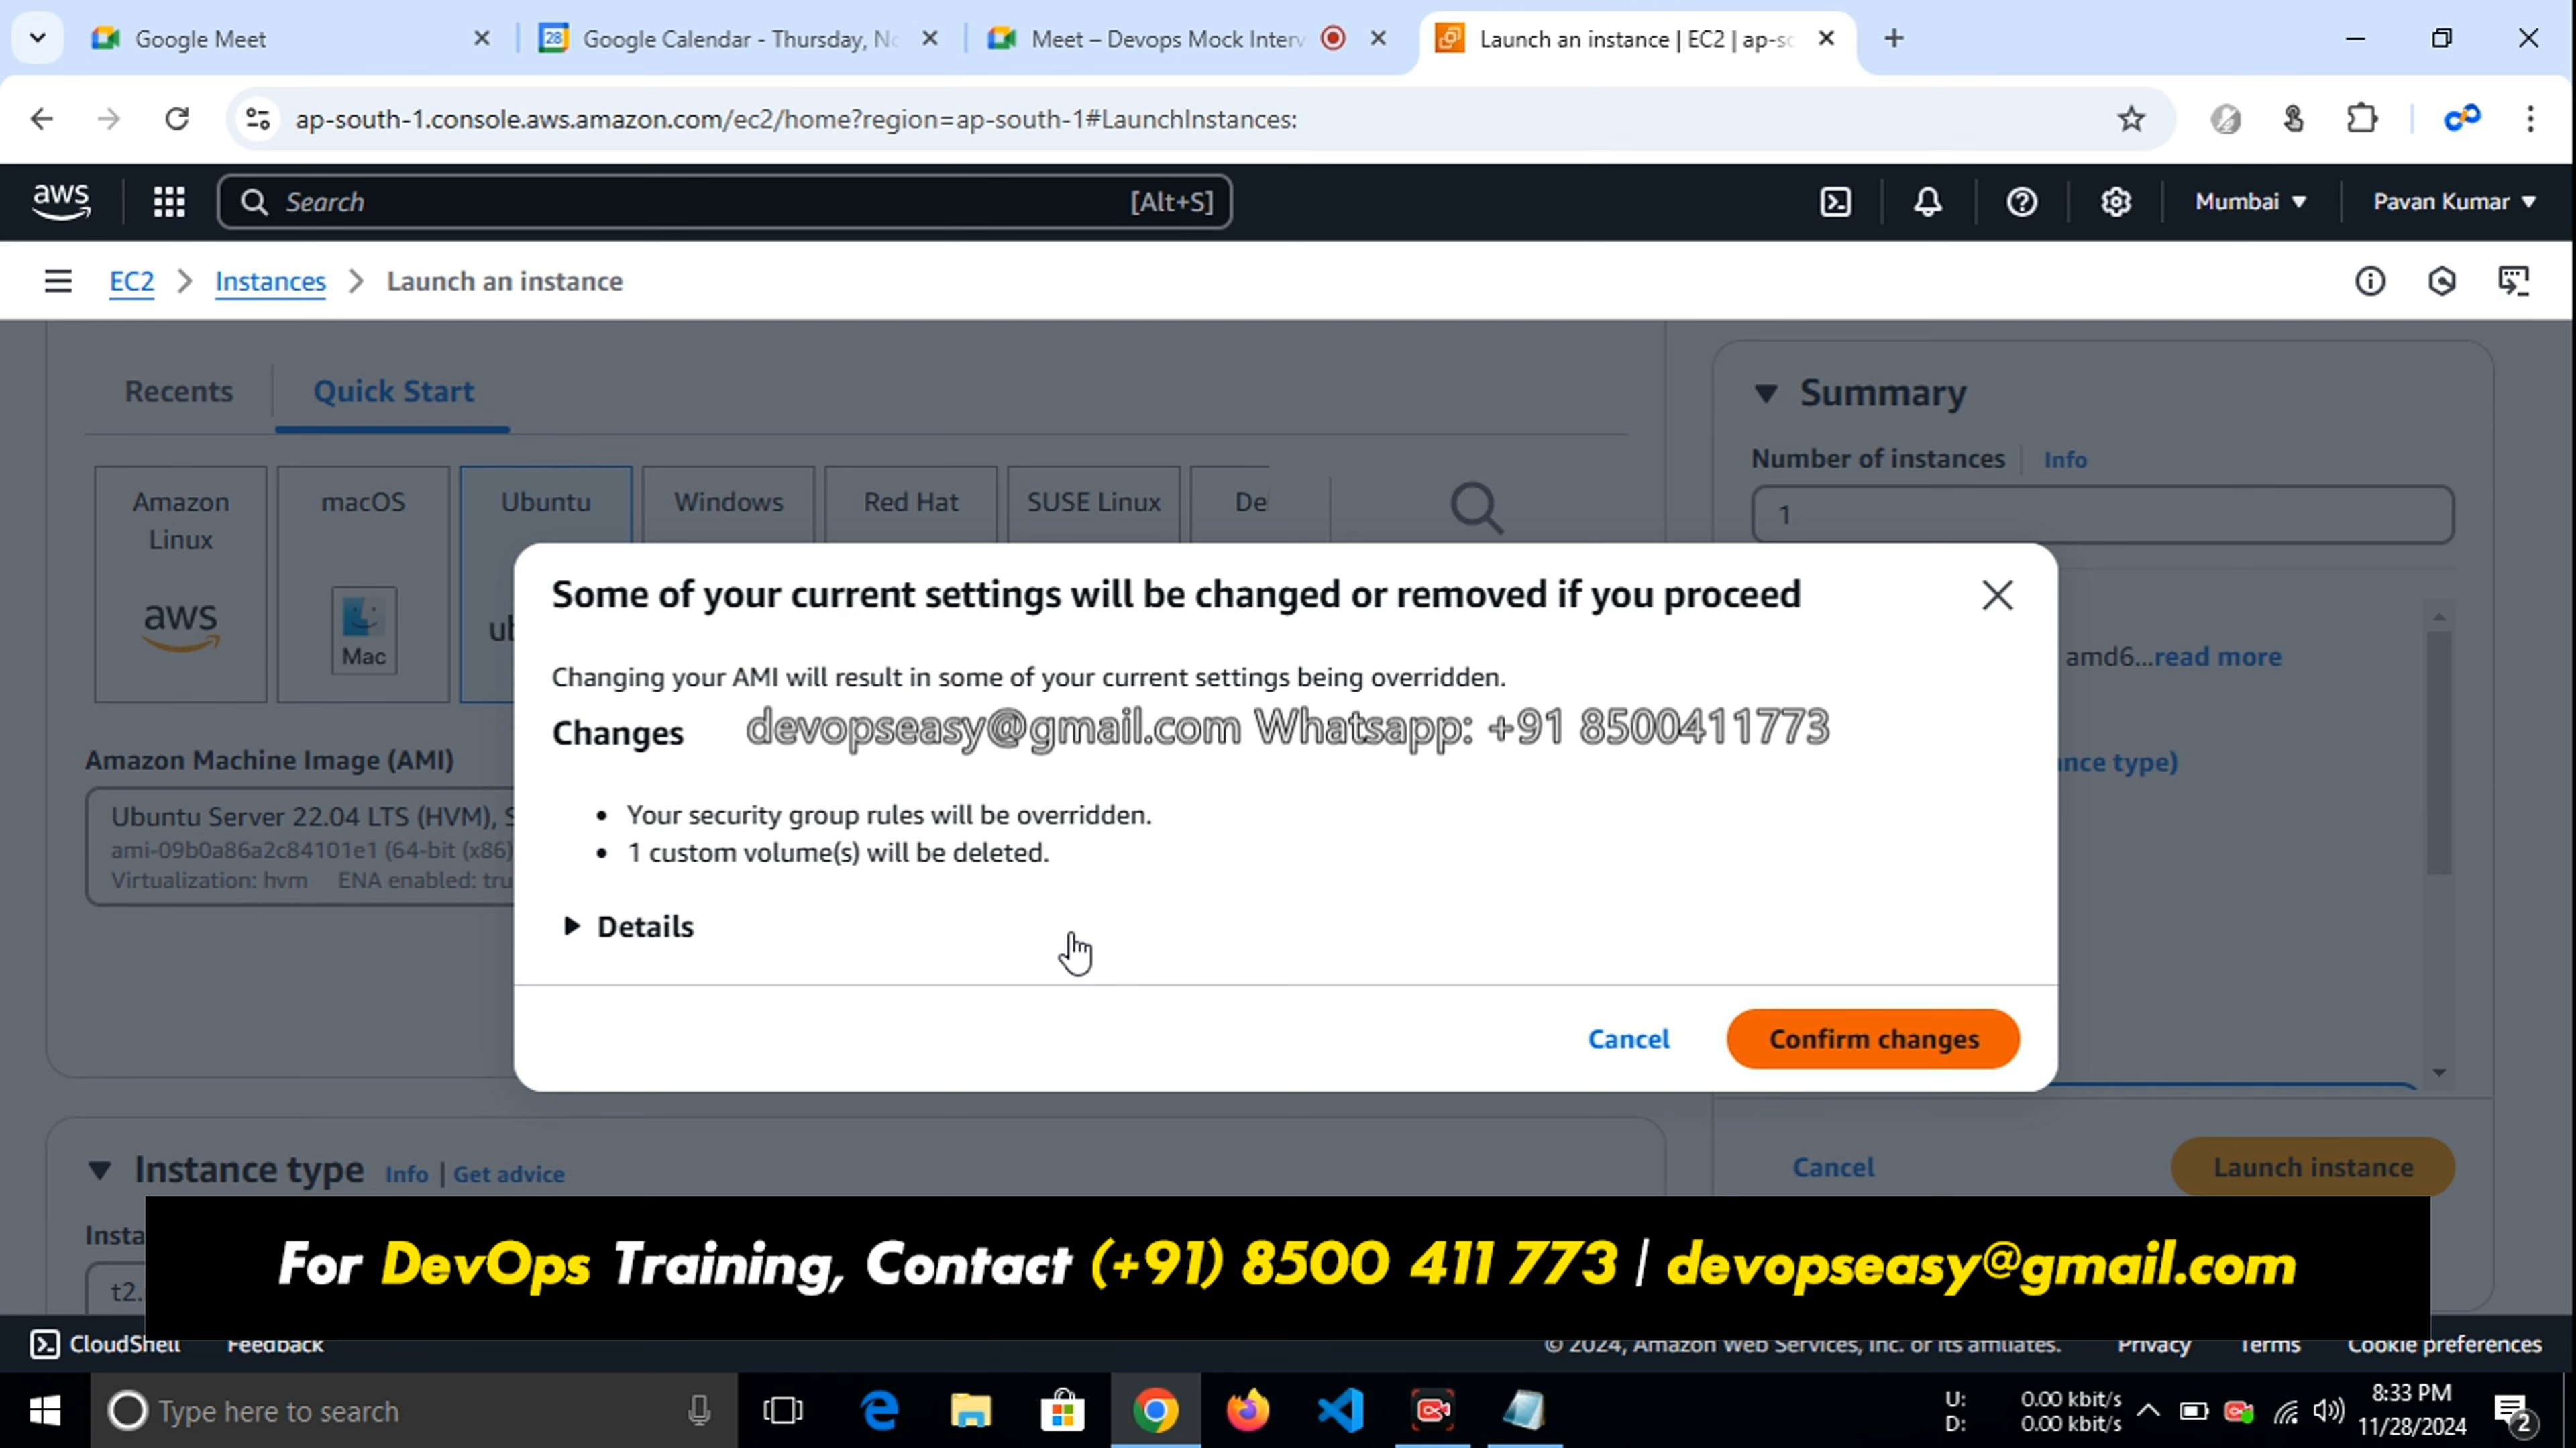 Google Meet
Google Calendar - Thursday, No
Meet – Devops Mock Interv
Launch an instance | EC2 | ap-so
ap-south-1.console.aws.amazon.com/ec2/home?region=ap-south-1#LaunchInstances:
aws
Search
[Alt+S]
Mumbai
Pavan Kumar
EC2
Instances
Launch an instance
Recents
Quick Start
Summary
Number of instances
Info
1
Amazon Linux
aws
macOS
Mac
Ubuntu
ub
Windows
Red Hat
SUSE Linux
De
Some of your current settings will be changed or removed if you proceed
Changing your AMI will result in some of your current settings being overridden.
Changes
devopseasy@gmail.com Whatsapp: +91 8500411773
• Your security group rules will be overridden.
• 1 custom volume(s) will be deleted.
Details
Cancel
Confirm changes
amd6...read more
nce type)
Amazon Machine Image (AMI)
Ubuntu Server 22.04 LTS (HVM), S
ami-09b0a86a2c84101e1 (64-bit (x86)
Virtualization: hvm ENA enabled: tru
Instance type Info | Get advice
Cancel
Launch instance
Insta
t2.
For DevOps Training, Contact (+91) 8500 411 773 | devopseasy@gmail.com
CloudShell
Feedback
© 2024, Amazon Web Services, Inc. or its affiliates.
Privacy
Terms
Cookie preferences
Type here to search
U: 0.00 kbit/s
D: 0.00 kbit/s
8:33 PM
11/28/2024
2